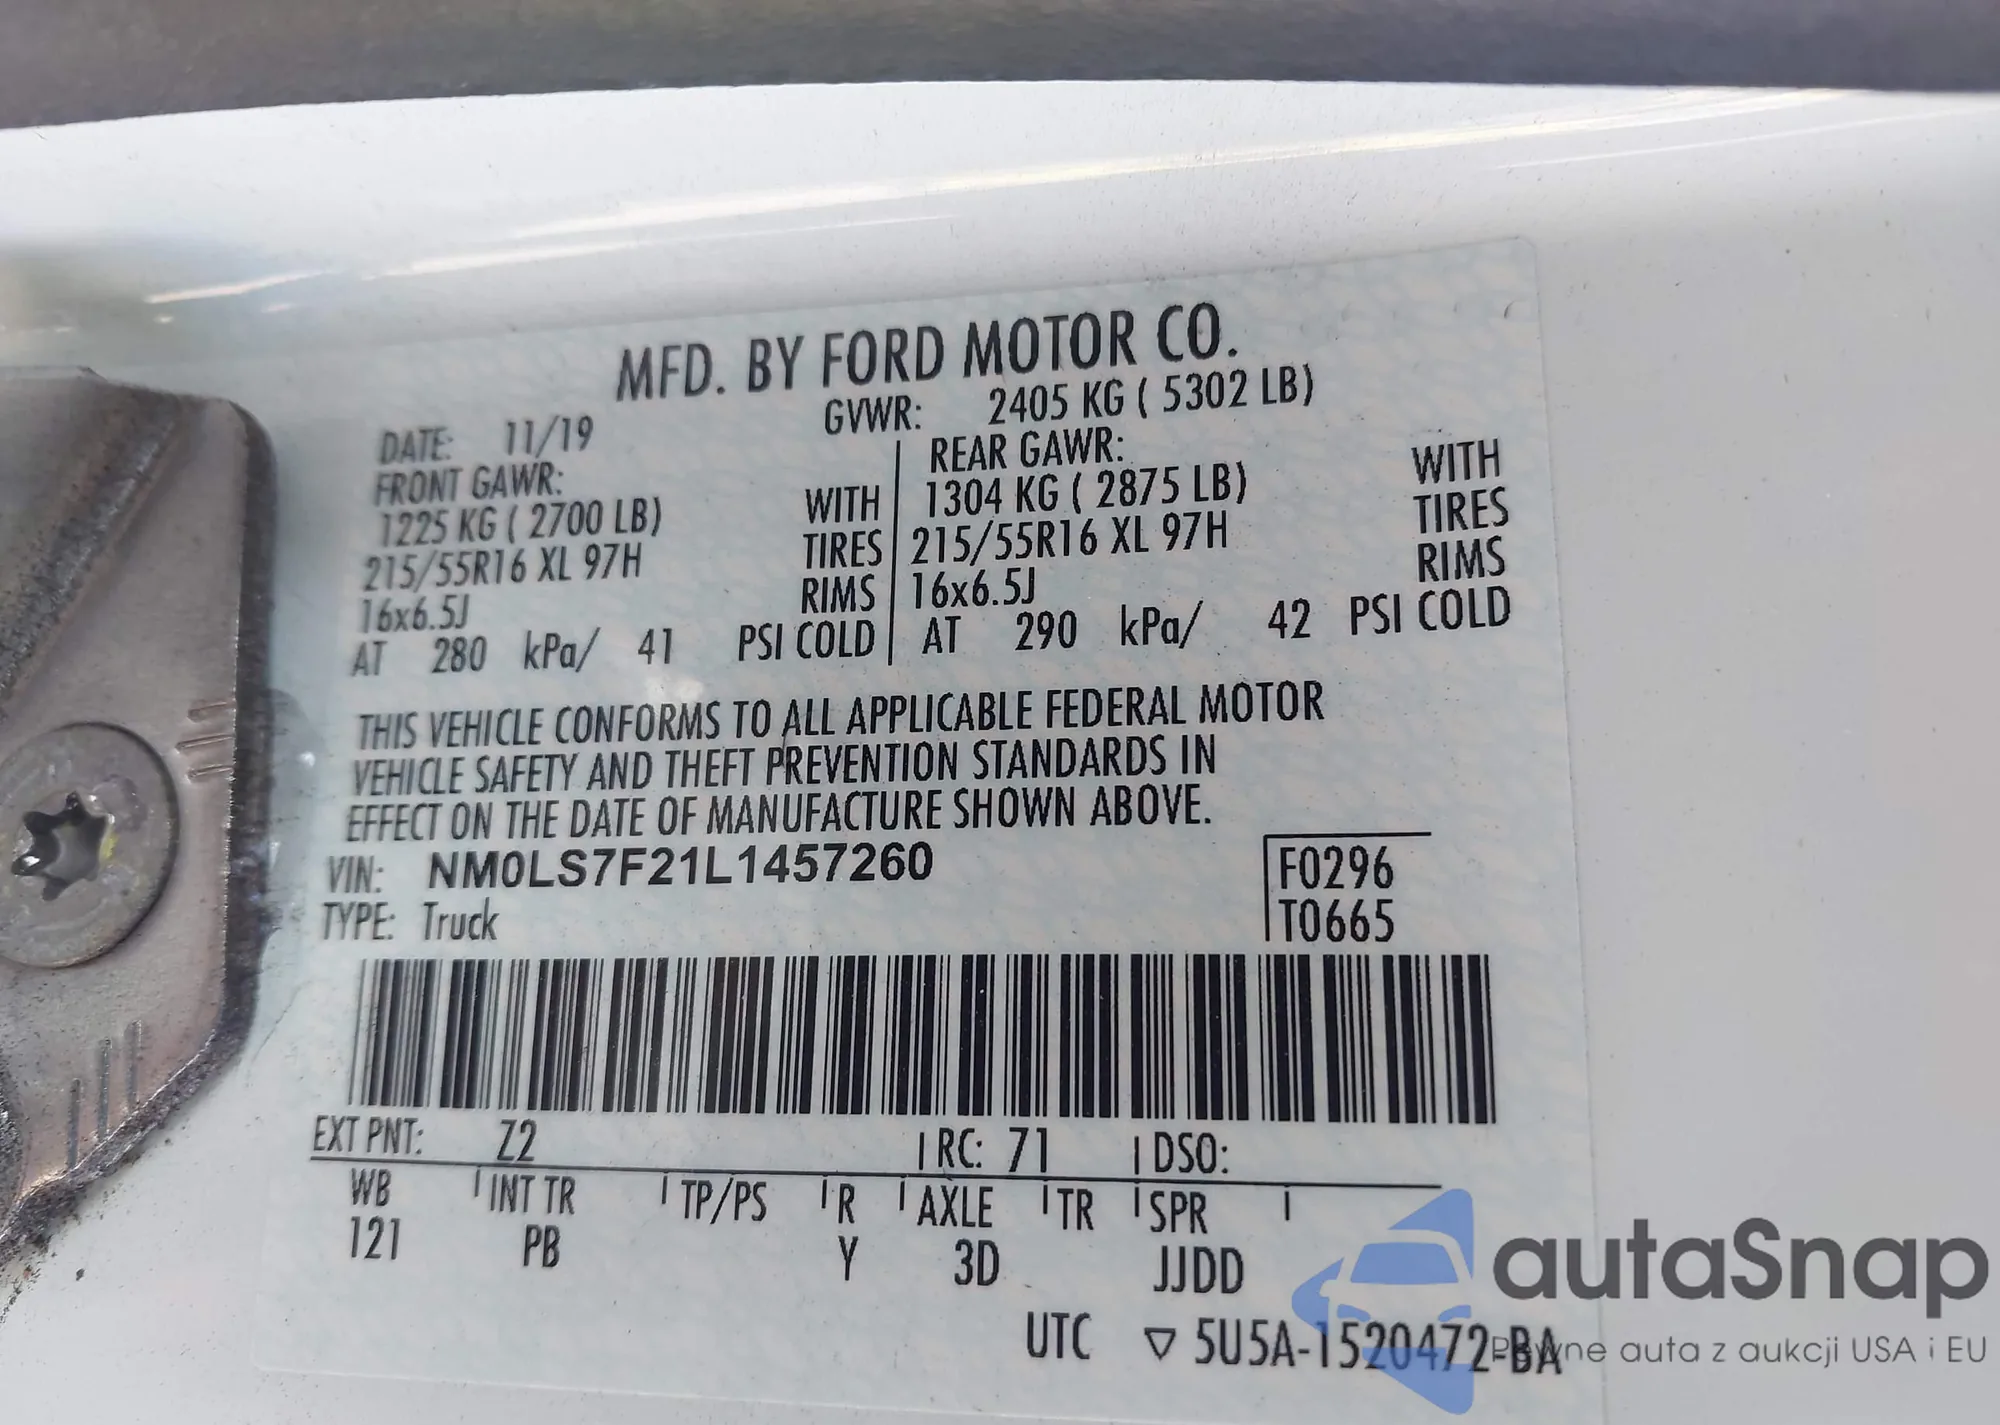 MFD. BY FORD MOTOR CO.
DATE: 11/19 GVWR: 2405 KG ( 5302 LB)
FRONT GAWR: REAR GAWR:
1225 KG ( 2700 LB) WITH 1304 KG ( 2875 LB) WITH
215/55R16 XL 97H TIRES 215/55R16 XL 97H TIRES
16x6.5J RIMS 16x6.5J RIMS
AT 280 kPa/ 41 PSI COLD AT 290 kPa/ 42 PSI COLD
THIS VEHICLE CONFORMS TO ALL APPLICABLE FEDERAL MOTOR
VEHICLE SAFETY AND THEFT PREVENTION STANDARDS IN
EFFECT ON THE DATE OF MANUFACTURE SHOWN ABOVE.
VIN: NM0LS7F21L1457260 F0296
TYPE: Truck T0665
EXT PNT: Z2 RC: 71 DSO:
WB INT TR TP/PS R AXLE TR SPR
121 PB Y 3D JJDD
UTC ▽ 5U5A-1520472-BA
autaSnap
Pewne auta z aukcji USA i EU